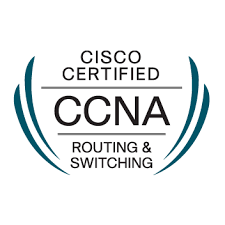 CISCO
CERTIFIED
CCNA
ROUTING &
SWITCHING